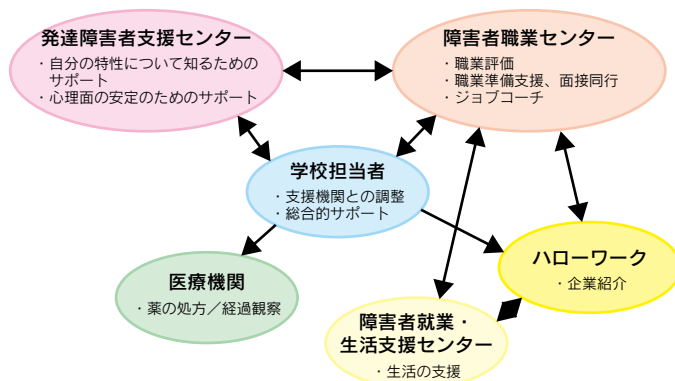 発達障害者支援センター
・自分の特性について知るための
サポート
・心理面の安定のためのサポート
障害者職業センター
・職業評価
・職業準備支援、面接同行
・ジョブコーチ
学校担当者
・支援機関との調整
・総合的サポート
医療機関
・薬の処方／経過観察
ハローワーク
・企業紹介
障害者就業・
生活支援センター
・生活の支援